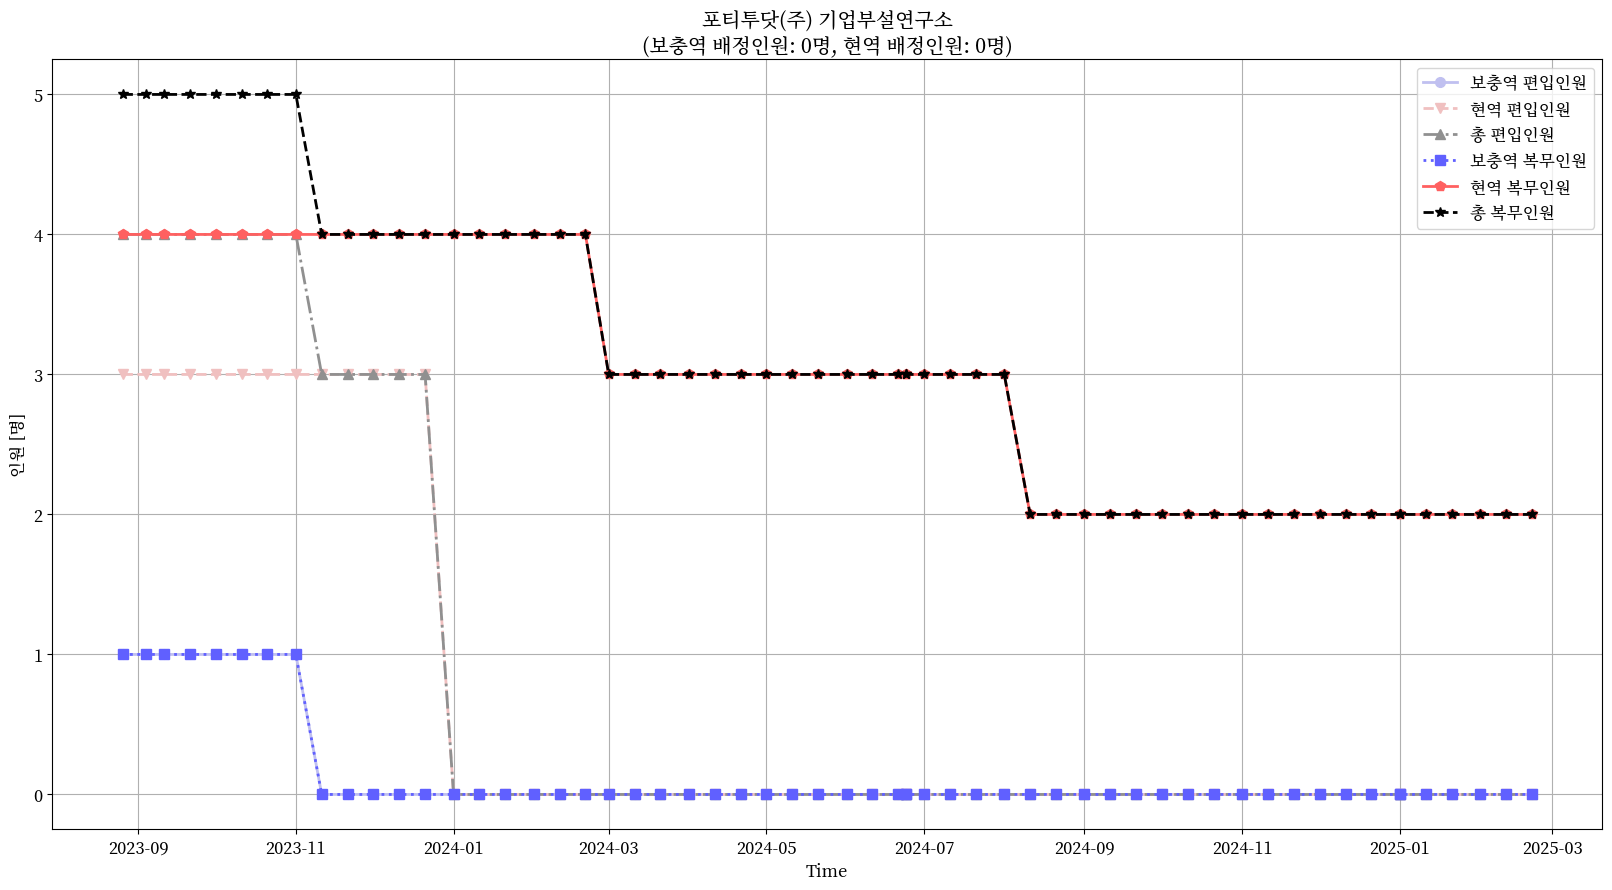 포티투닷(주) 기업부설연구소
(보충역 배정인원: 0명, 현역 배정인원: 0명)
보충역 편입인원
현역 편입인원
총 편입인원
보충역 복무인원
현역 복무인원
총 복무인원
인원 [명]
5
4
3
2
1
0
2023-09
2023-11
2024-01
2024-03
2024-05
2024-07
2024-09
2024-11
2025-01
2025-03
Time